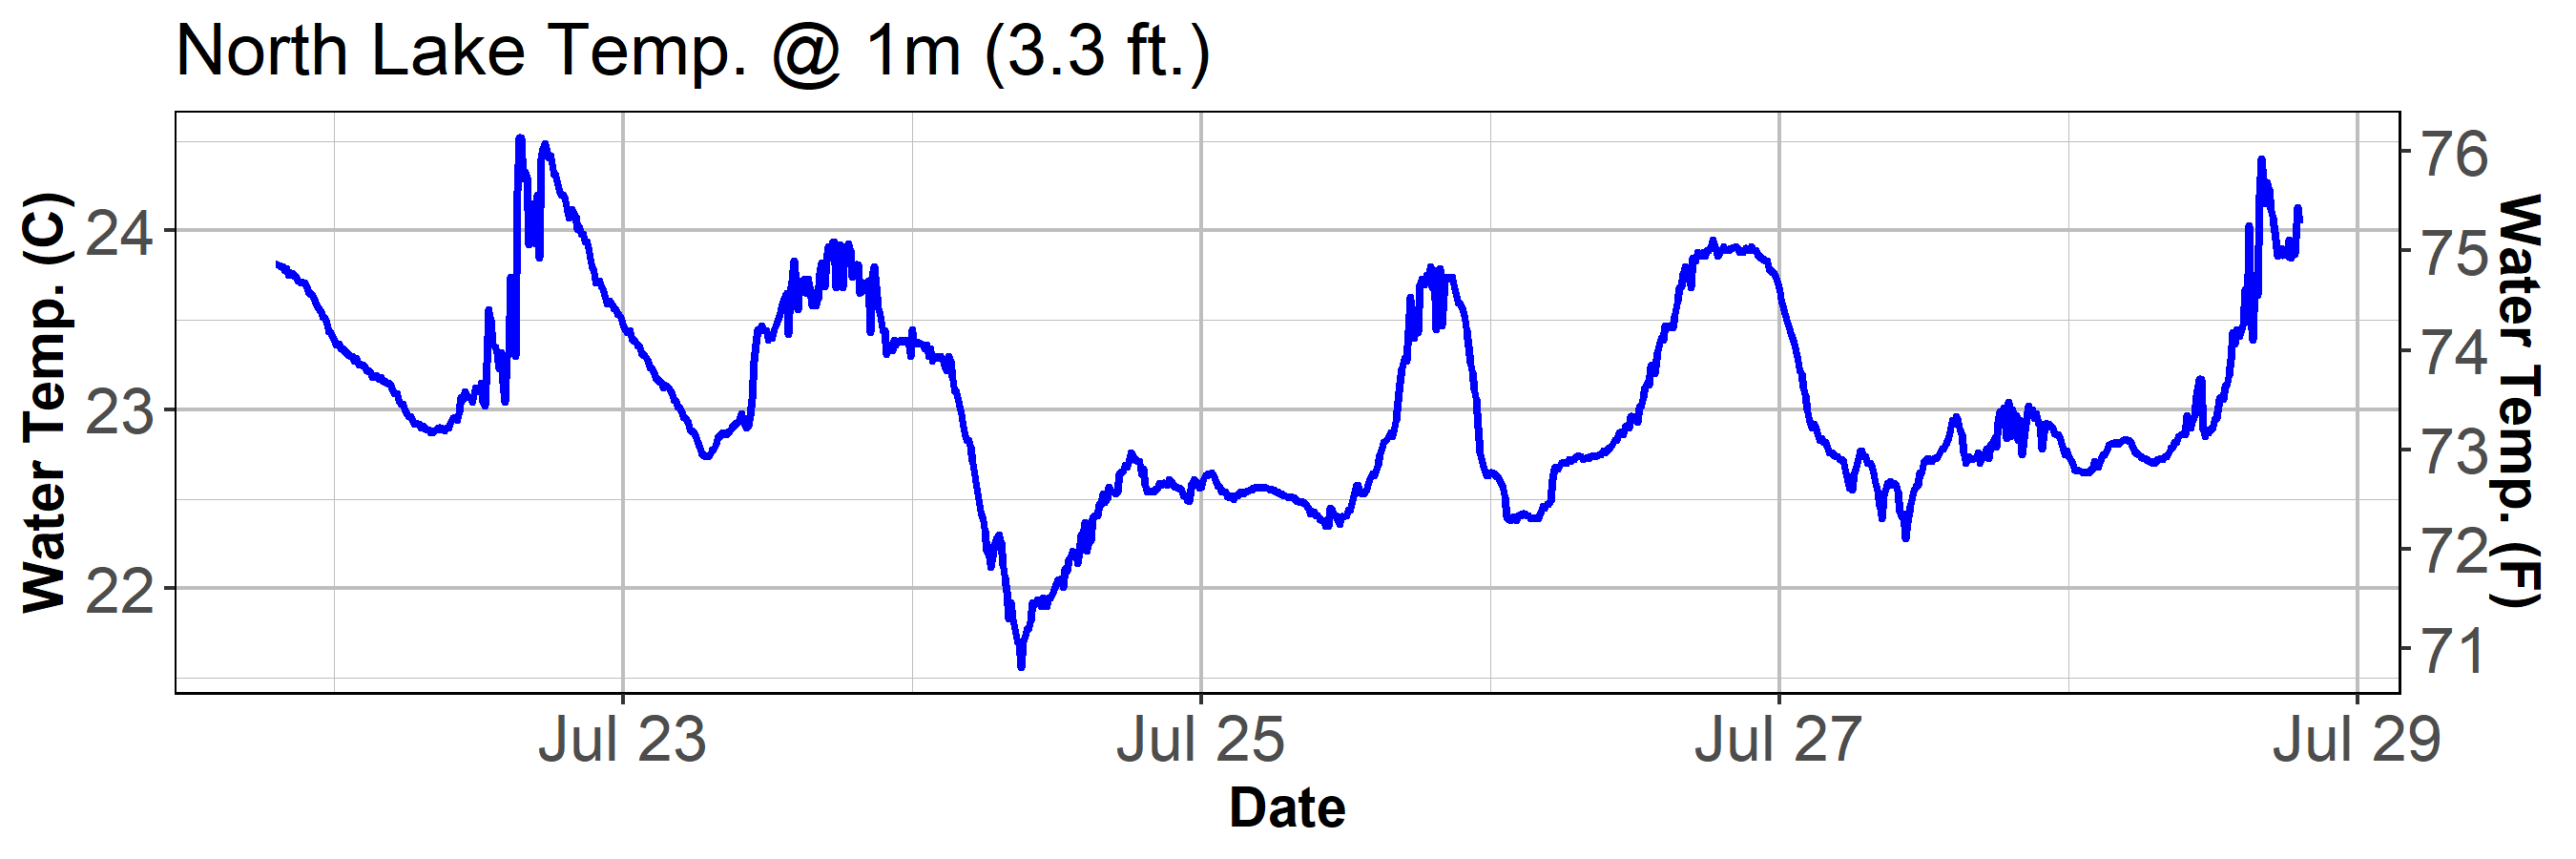 North Lake Temp. @ 1m (3.3 ft.)
Water Temp. (C)
24
23
22
76
75
74
73
72
71
Water Temp. (F)
Jul 23
Jul 25
Jul 27
Jul 29
Date